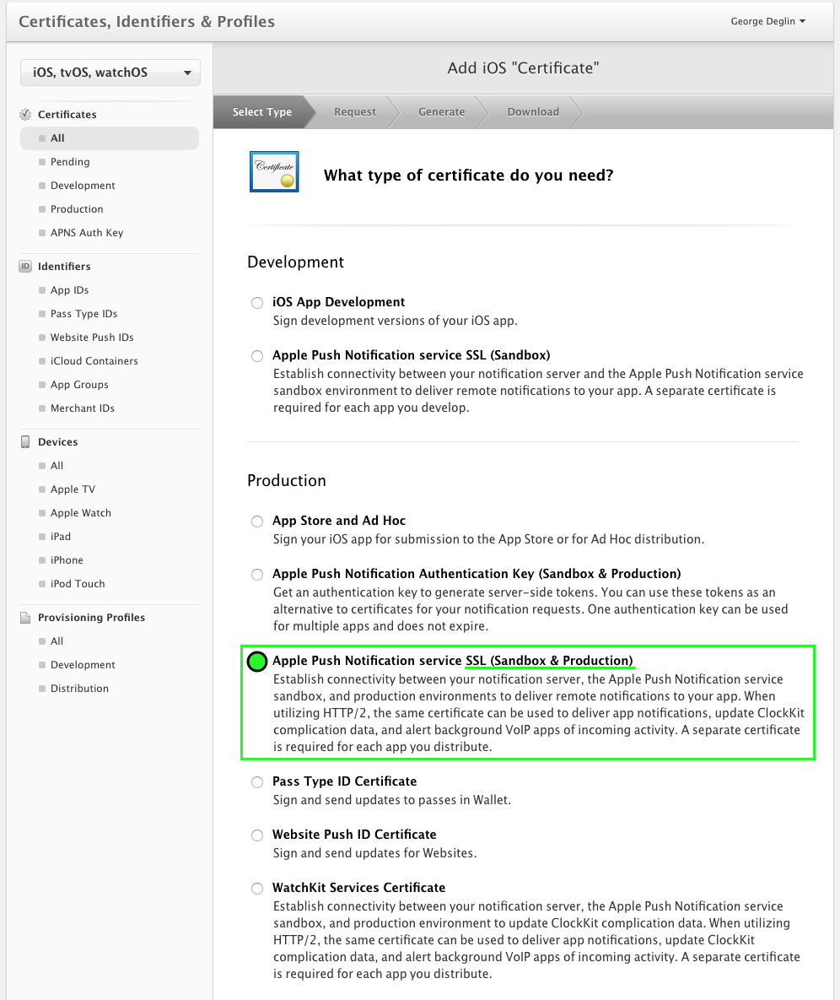 Certificates, Identifiers & Profiles
George Deglin
iOS, tvOS, watchOS
Certificates
All
Pending
Development
Production
APNS Auth Key
ID
Identifiers
App IDs
Pass Type IDs
Website Push IDs
iCloud Containers
App Groups
Merchant IDs
Devices
All
Apple TV
Apple Watch
iPad
iPhone
iPod Touch
Provisioning Profiles
All
Development
Distribution
Add iOS "Certificate"
Select Type
Request
Generate
Download
Certificate
What type of certificate do you need?
Development
iOS App Development
Sign development versions of your iOS app.
Apple Push Notification service SSL (Sandbox)
Establish connectivity between your notification server and the Apple Push Notification service
sandbox environment to deliver remote notifications to your app. A separate certificate is
required for each app you develop.
Production
App Store and Ad Hoc
Sign your iOS app for submission to the App Store or for Ad Hoc distribution.
Apple Push Notification Authentication Key (Sandbox & Production)
Get an authentication key to generate server-side tokens. You can use these tokens as an
alternative to certificates for your notification requests. One authentication key can be used
for multiple apps and does not expire.
Apple Push Notification service SSL (Sandbox & Production)
Establish connectivity between your notification server, the Apple Push Notification service
sandbox, and production environments to deliver remote notifications to your app. When
utilizing HTTP/2, the same certificate can be used to deliver app notifications, update ClockKit
complication data, and alert background VoIP apps of incoming activity. A separate certificate
is required for each app you distribute.
Pass Type ID Certificate
Sign and send updates to passes in Wallet.
Website Push ID Certificate
Sign and send updates for Websites.
WatchKit Services Certificate
Establish connectivity between your notification server, the Apple Push Notification service
sandbox, and production environment to update ClockKit complication data. When utilizing
HTTP/2, the same certificate can be used to deliver app notifications, update ClockKit
complication data, and alert background VoIP apps of incoming activity. A separate certificate
is required for each app you distribute.